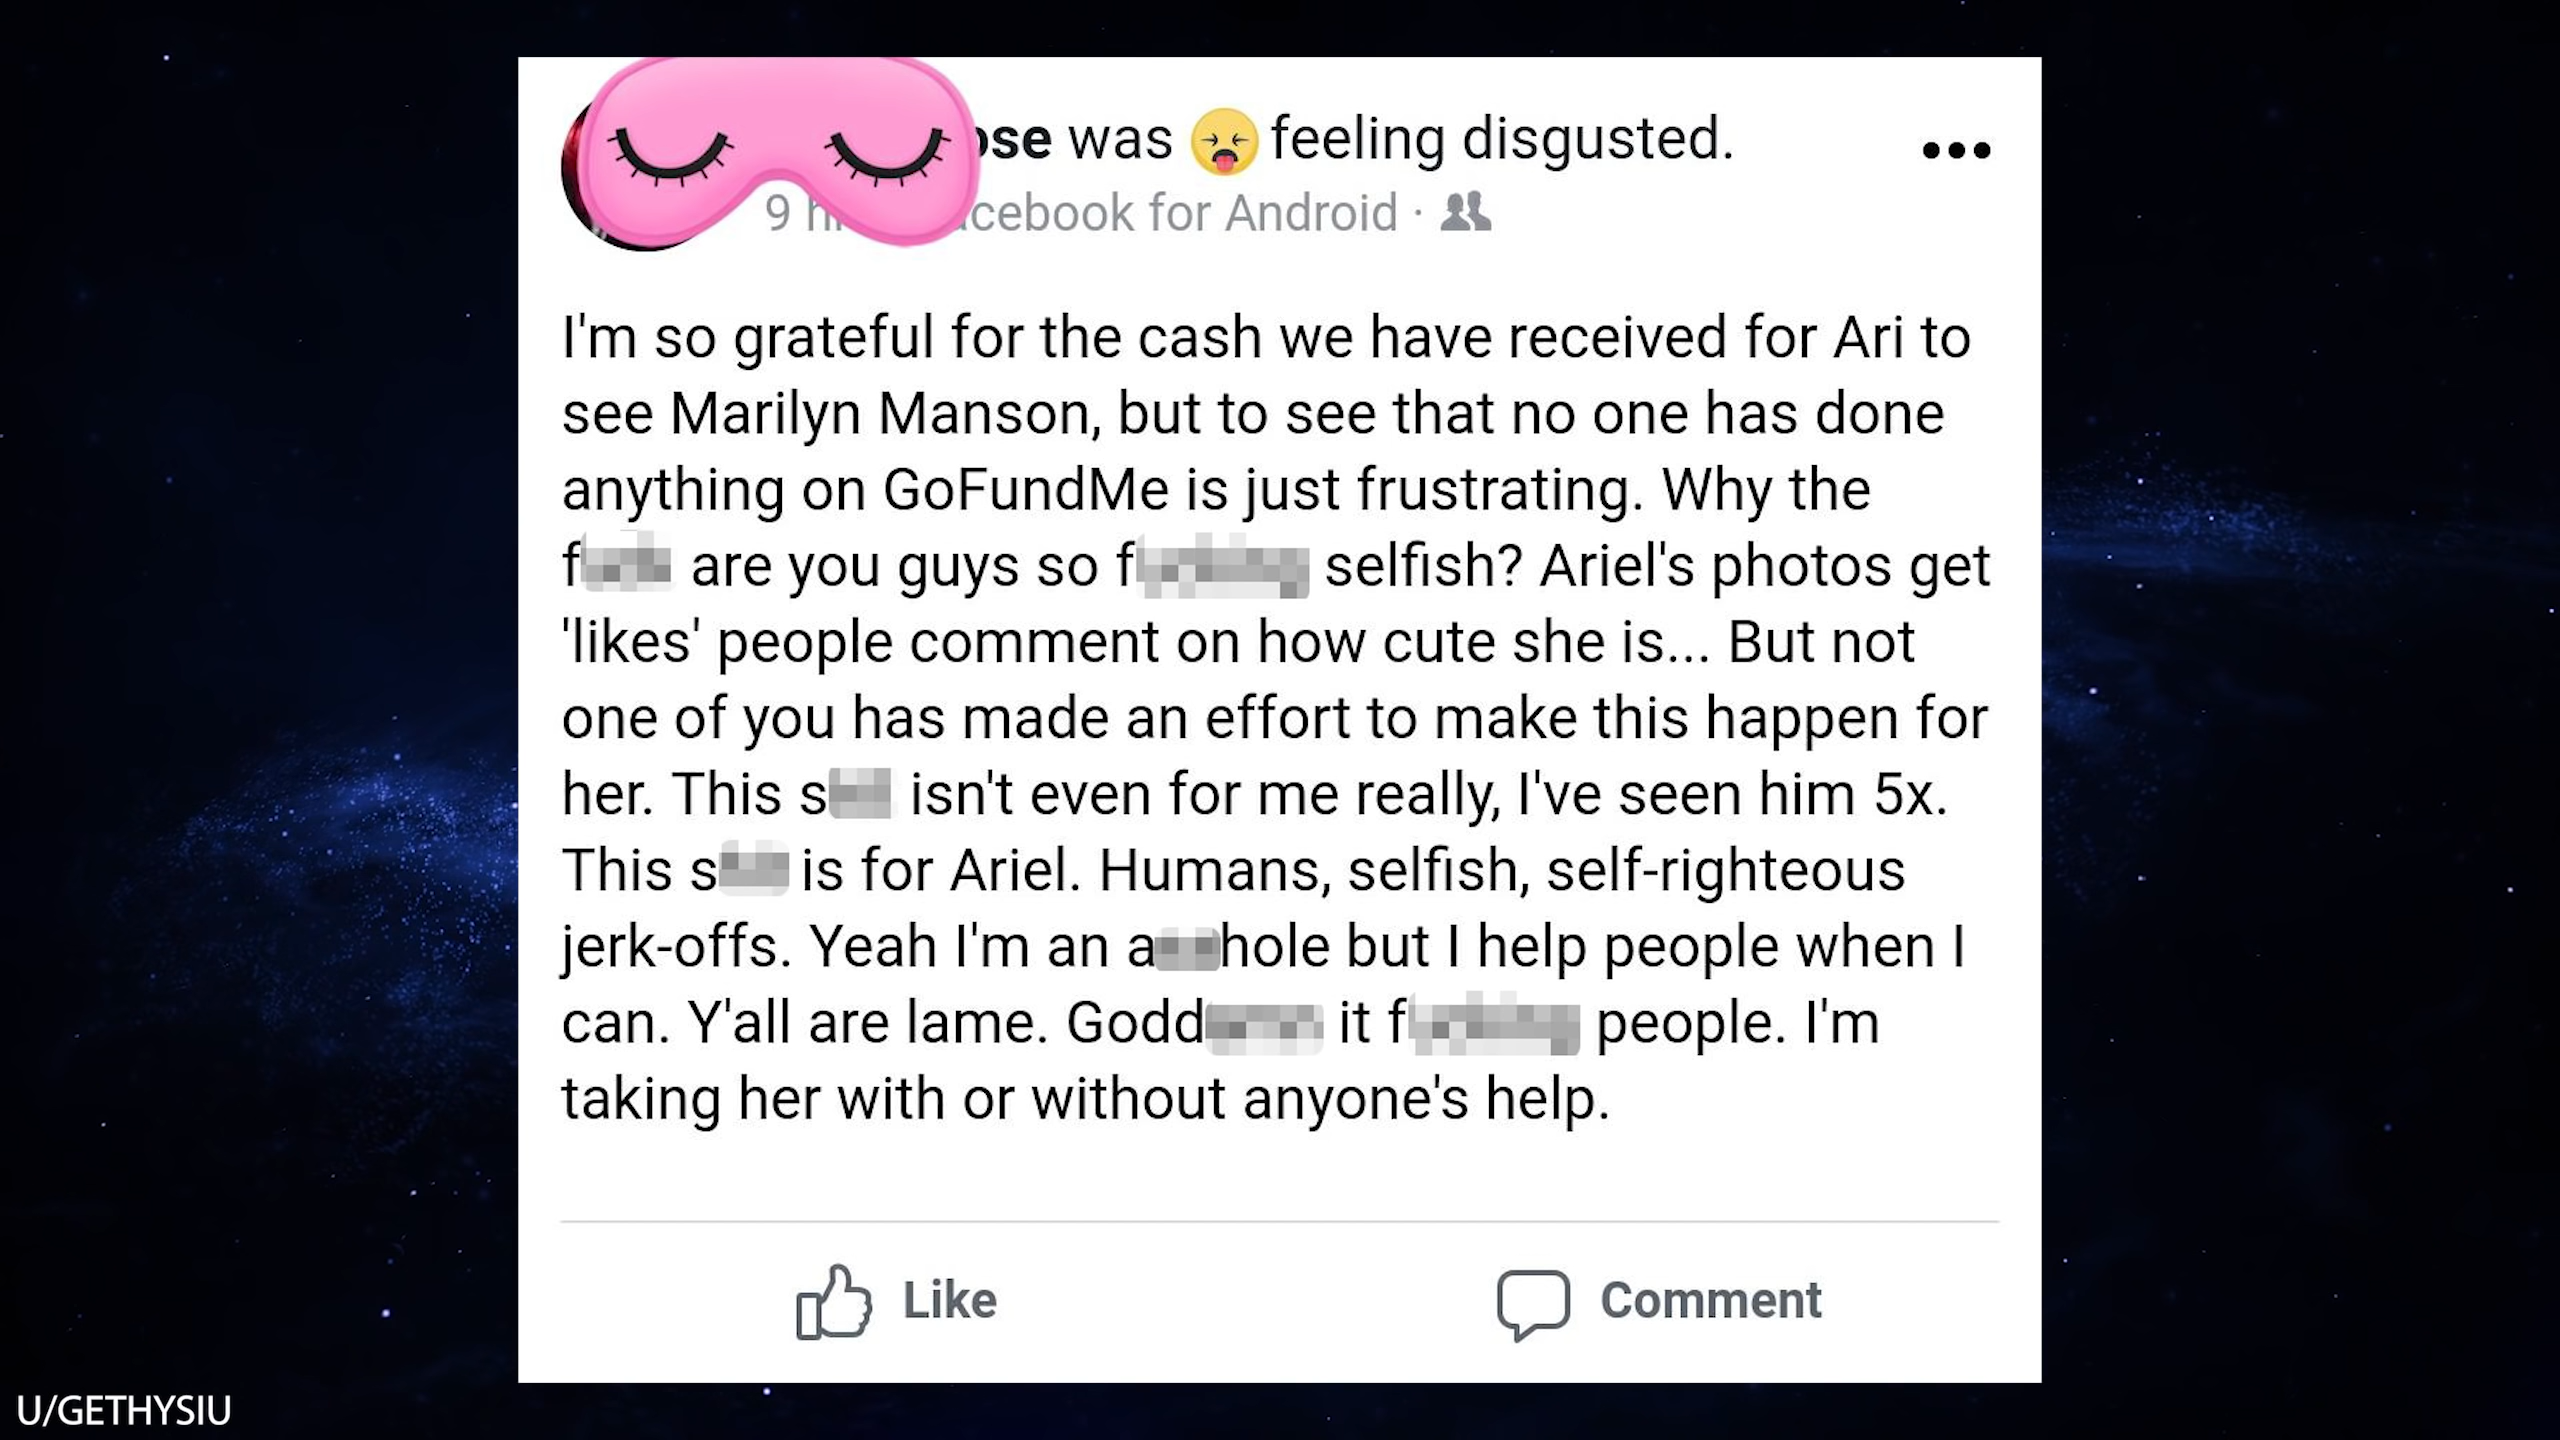 ose was feeling disgusted.
9 h cebook for Android ·
I'm so grateful for the cash we have received for Ari to
see Marilyn Manson, but to see that no one has done
anything on GoFundMe is just frustrating. Why the
f are you guys so f selfish? Ariel's photos get
'likes' people comment on how cute she is... But not
one of you has made an effort to make this happen for
her. This s isn't even for me really, I've seen him 5x.
This s is for Ariel. Humans, selfish, self-righteous
jerk-offs. Yeah I'm an a hole but I help people when I
can. Y'all are lame. Godd it f people. I'm
taking her with or without anyone's help.
Like Comment
U/GETHYSIU